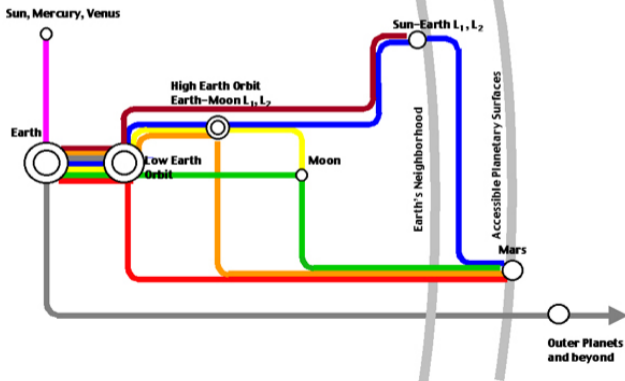 Sun, Mercury, Venus
Sun-Earth L₁, L₂
High Earth Orbit
Earth-Moon L₁, L₂
Earth
Low Earth
Orbit
Moon
Earth's Neighborhood
Accessible Planetary Surfaces
Mars
Outer Planets
and beyond